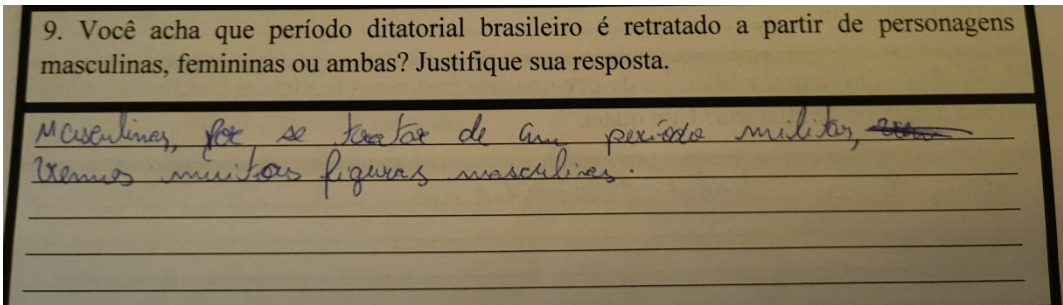 9. Você acha que período ditatorial brasileiro é retratado a partir de personagens
masculinas, femininas ou ambas? Justifique sua resposta.
Masculinas, por se tratar de um período militar,
vemos muitas figuras masculinas.